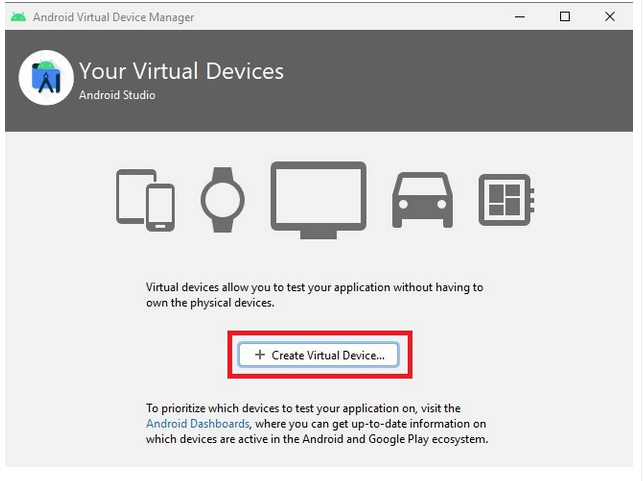 Android Virtual Device Manager
Your Virtual Devices
Android Studio
Virtual devices allow you to test your application without having to
own the physical devices.
+ Create Virtual Device...
To prioritize which devices to test your application on, visit the
Android Dashboards, where you can get up-to-date information on
which devices are active in the Android and Google Play ecosystem.